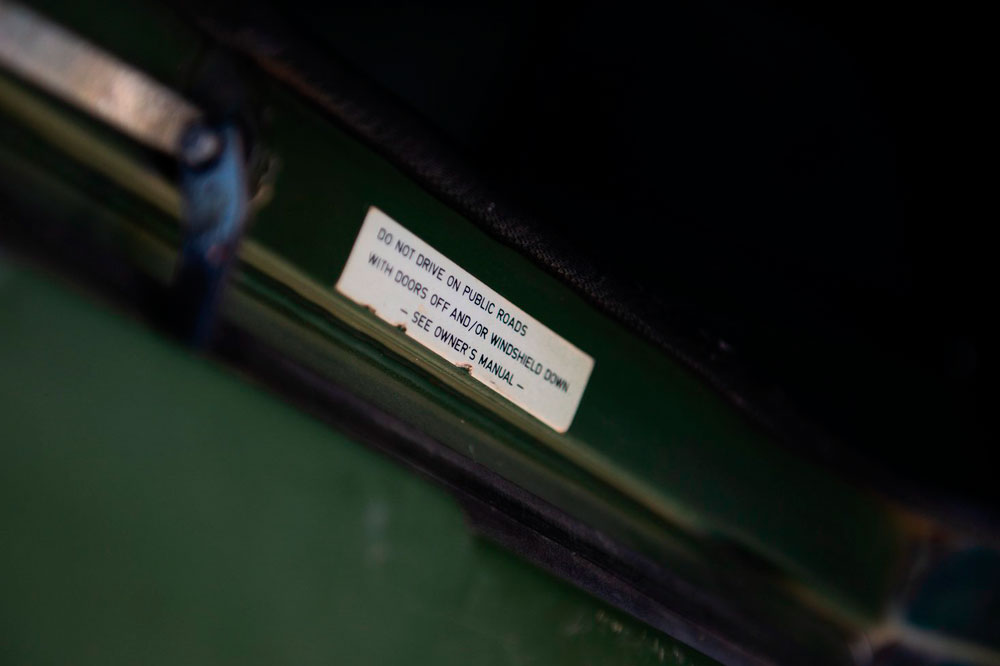 DO NOT DRIVE ON PUBLIC ROADS
WITH DOORS OFF AND/OR WINDSHIELD DOWN
— SEE OWNER'S MANUAL —